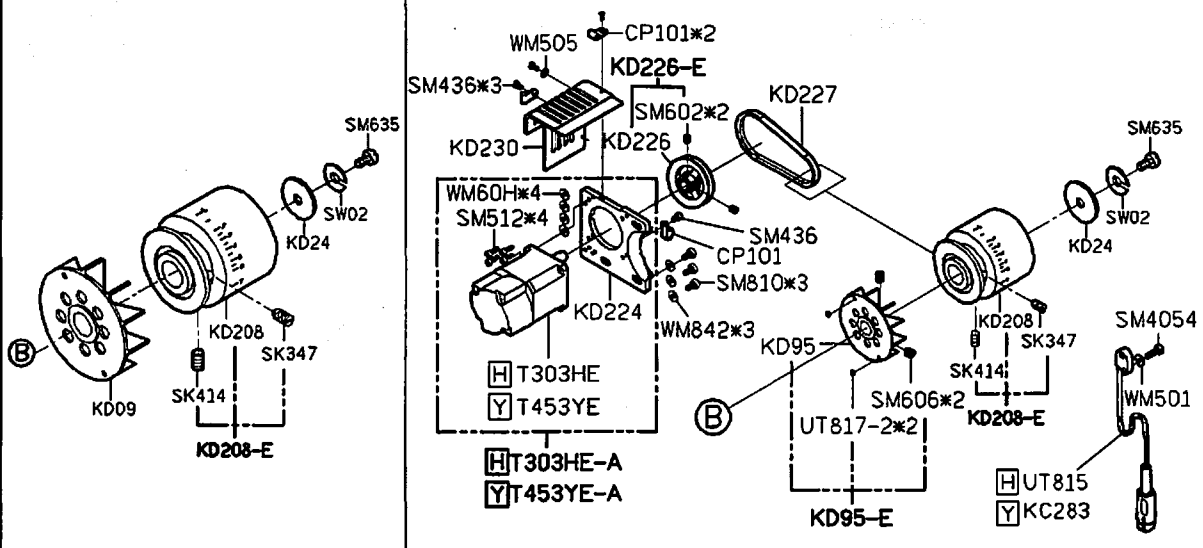 SM635
SW02
KD24
KD208
SK347
B
SK414
KD09
KD208-E
CP101*2
WM505
KD226-E
SM436*3
SM602*2
KD227
KD230
KD226
SM635
WM60H*4
SM512*4
SW02
KD24
SM436
CP101
SM810*3
KD224
WM842*3
KD208
SM4054
KD95
SK347
H T303HE
SK414
Y T453YE
SM606*2
WM501
B
KD208-E
UT817-2*2
H T303HE-A
Y T453YE-A
H UT815
Y KC283
KD95-E